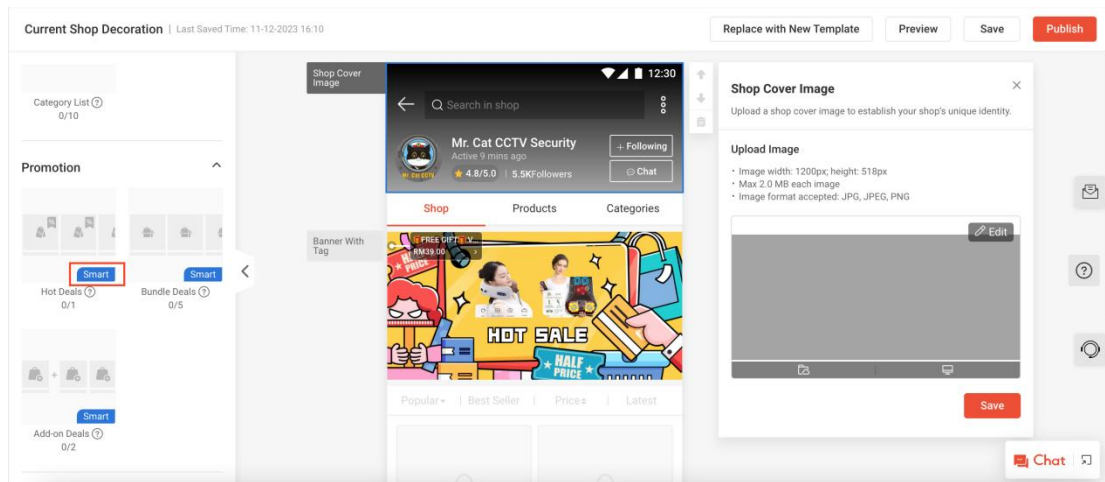 Current Shop Decoration | Last Saved Time: 11-12-2023 16:10
Replace with New Template
Preview
Save
Publish
Category List
0/10
Promotion
Smart
Hot Deals
0/1
Smart
Bundle Deals
0/5
Smart
Add-on Deals
0/2
Shop Cover
Image
12:30
Search in shop
Mr. Cat CCTV Security
Active 9 mins ago
4.8/5.0 | 5.5KFollowers
+ Following
Chat
Mr. Cat CCTV
Shop
Products
Categories
Banner With
Tag
FREE GIFT V...
RM39.00
PRICE
HOT SALE
HALF
PRICE
Popular | Best Seller | Price | Latest
Shop Cover Image
Upload a shop cover image to establish your shop's unique identity.
Upload Image
・Image width: 1200px; height: 518px
・Max 2.0 MB each image
・Image format accepted: JPG, JPEG, PNG
Edit
Save
Chat